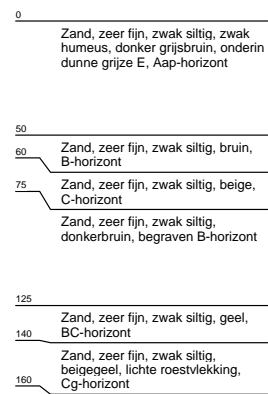 0
Zand, zeer fijn, zwak siltig, zwak
humeus, donker grijsbruin, onderin
dunne grijze E, Aap-horizont
50
Zand, zeer fijn, zwak siltig, bruin,
B-horizont
60
Zand, zeer fijn, zwak siltig, beige,
C-horizont
75
Zand, zeer fijn, zwak siltig,
donkerbruin, begraven B-horizont
125
Zand, zeer fijn, zwak siltig, geel,
BC-horizont
140
Zand, zeer fijn, zwak siltig,
beigegeel, lichte roestvlekking,
Cg-horizont
160